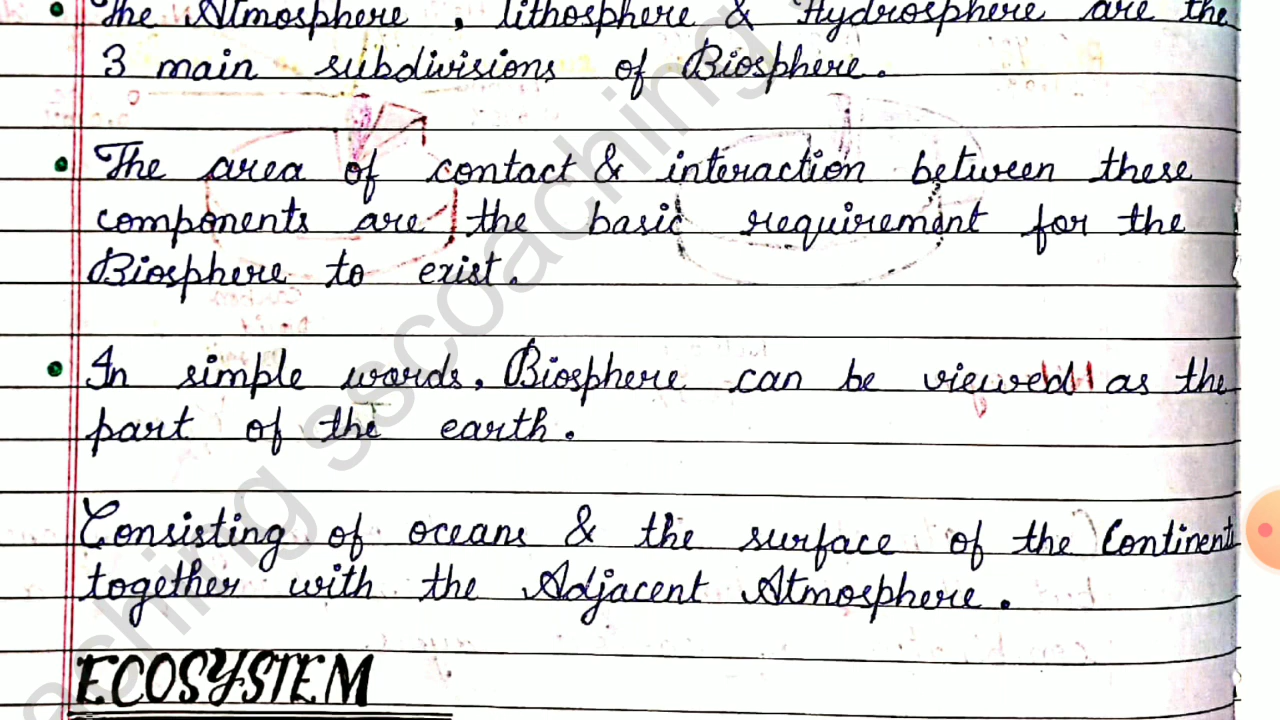 • The Atmosphere, lithosphere & Hydrosphere are the
3 main subdivisions of Biosphere.
• The area of contact & interaction between these
components are the basic requirement for the
Biosphere to exist.
• In simple words, Biosphere can be viewed as the
part of the earth.
Consisting of oceans & the surface of the Continent
together with the Adjacent Atmosphere.
ECOSYSTEM
sscoaching